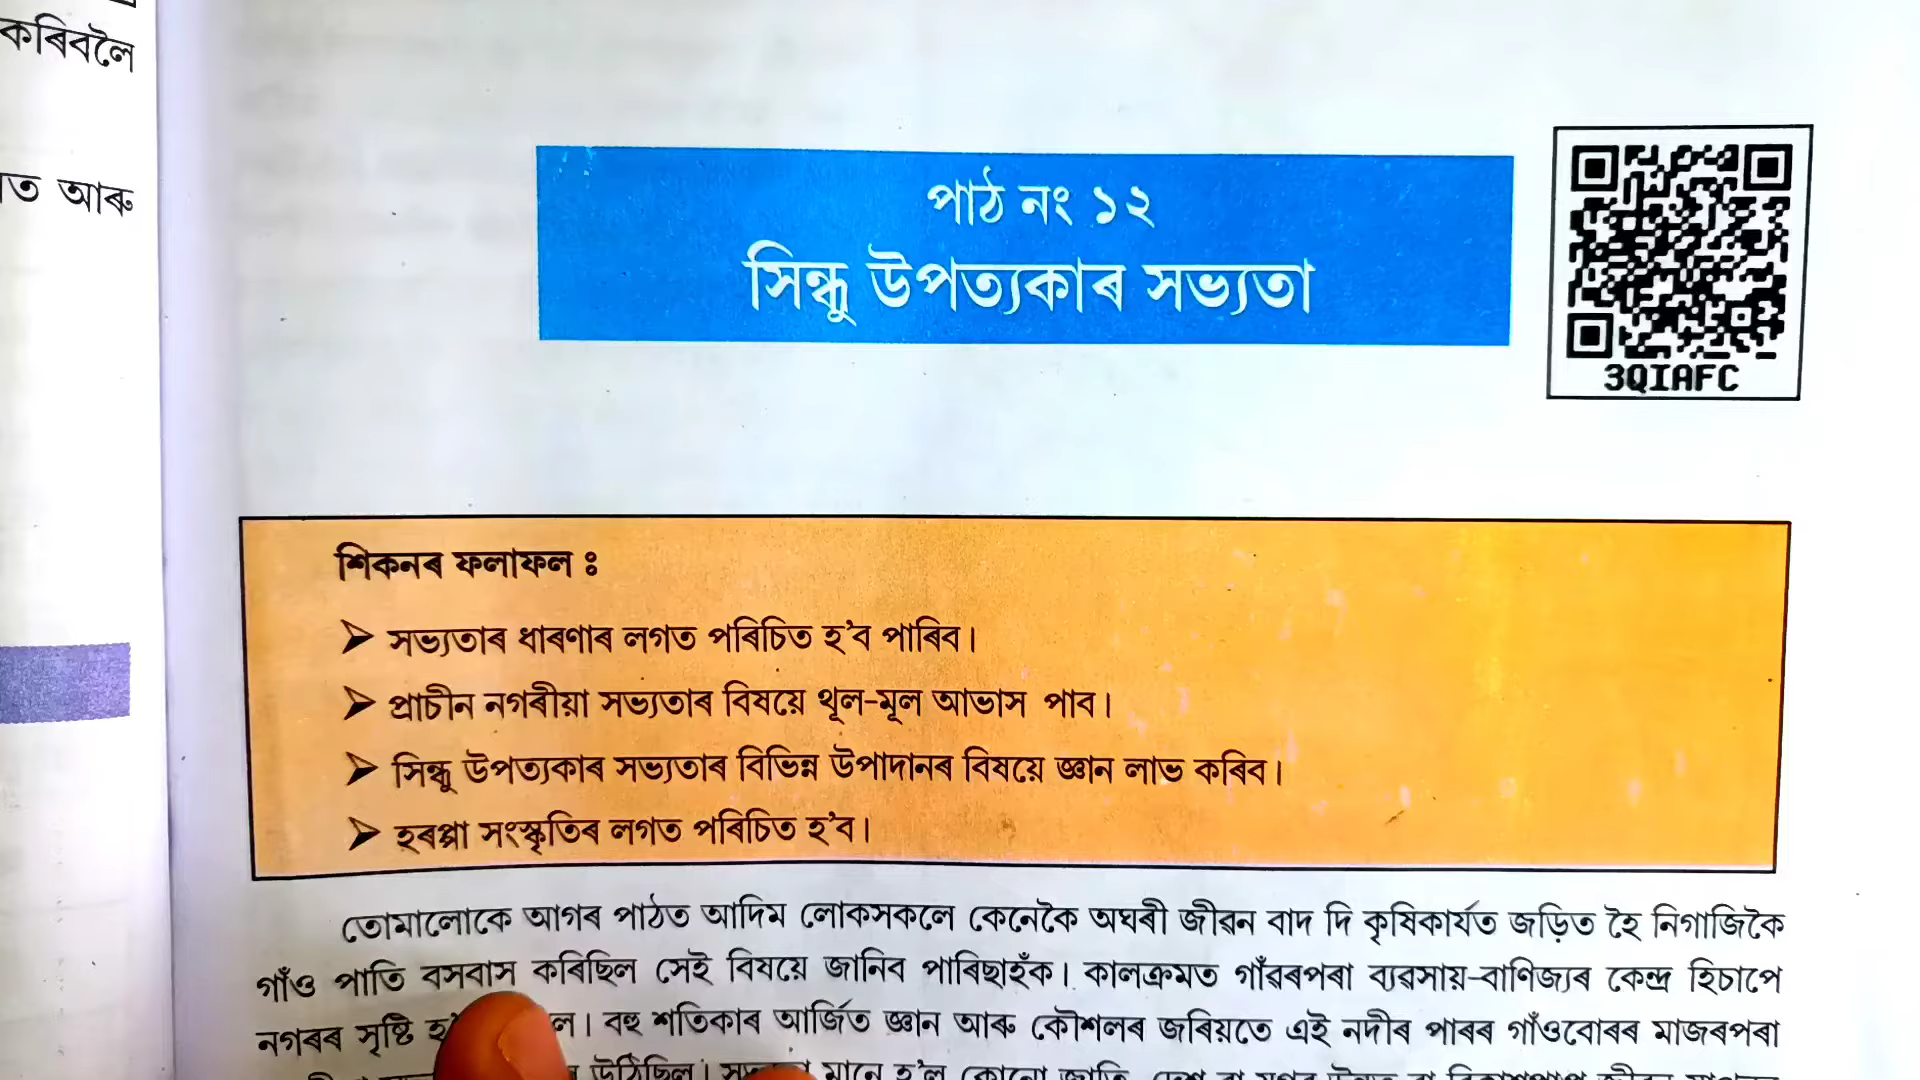 কৰিবলৈ
আৰু
পাঠ নং ১২
সিন্ধু উপত্যকাৰ সভ্যতা
3QIAFC
শিকনৰ ফলাফল ঃ
➤ সভ্যতাৰ ধাৰণাৰ লগত পৰিচিত হ’ব পাৰিব।
➤ প্ৰাচীন নগৰীয়া সভ্যতাৰ বিষয়ে থূল-মূল আভাস পাব।
➤ সিন্ধু উপত্যকাৰ সভ্যতাৰ বিভিন্ন উপাদানৰ বিষয়ে জ্ঞান লাভ কৰিব।
➤ হৰপ্পা সংস্কৃতিৰ লগত পৰিচিত হ’ব।
তোমালোকে আগৰ পাঠত আদিম লোকসকলে কেনেকৈ অঘৰী জীৱন বাদ দি কৃষিকাৰ্যত জড়িত হৈ নিগাজিকৈ
গাঁও পাতি বসবাস কৰিছিল সেই বিষয়ে জানিব পাৰিছাহঁক। কালক্ৰমত গাঁৱৰপৰা ব্যৱসায়-বাণিজ্যৰ কেন্দ্ৰ হিচাপে
নগৰৰ সৃষ্টি বহু শতিকাৰ আৰ্জিত জ্ঞান আৰু কৌশলৰ জৰিয়তে এই নদীৰ পাৰৰ গাঁওবোৰৰ মাজৰপৰা
উঠিছিল। মানে হ’ল কোনো জাতি, দেশ বা